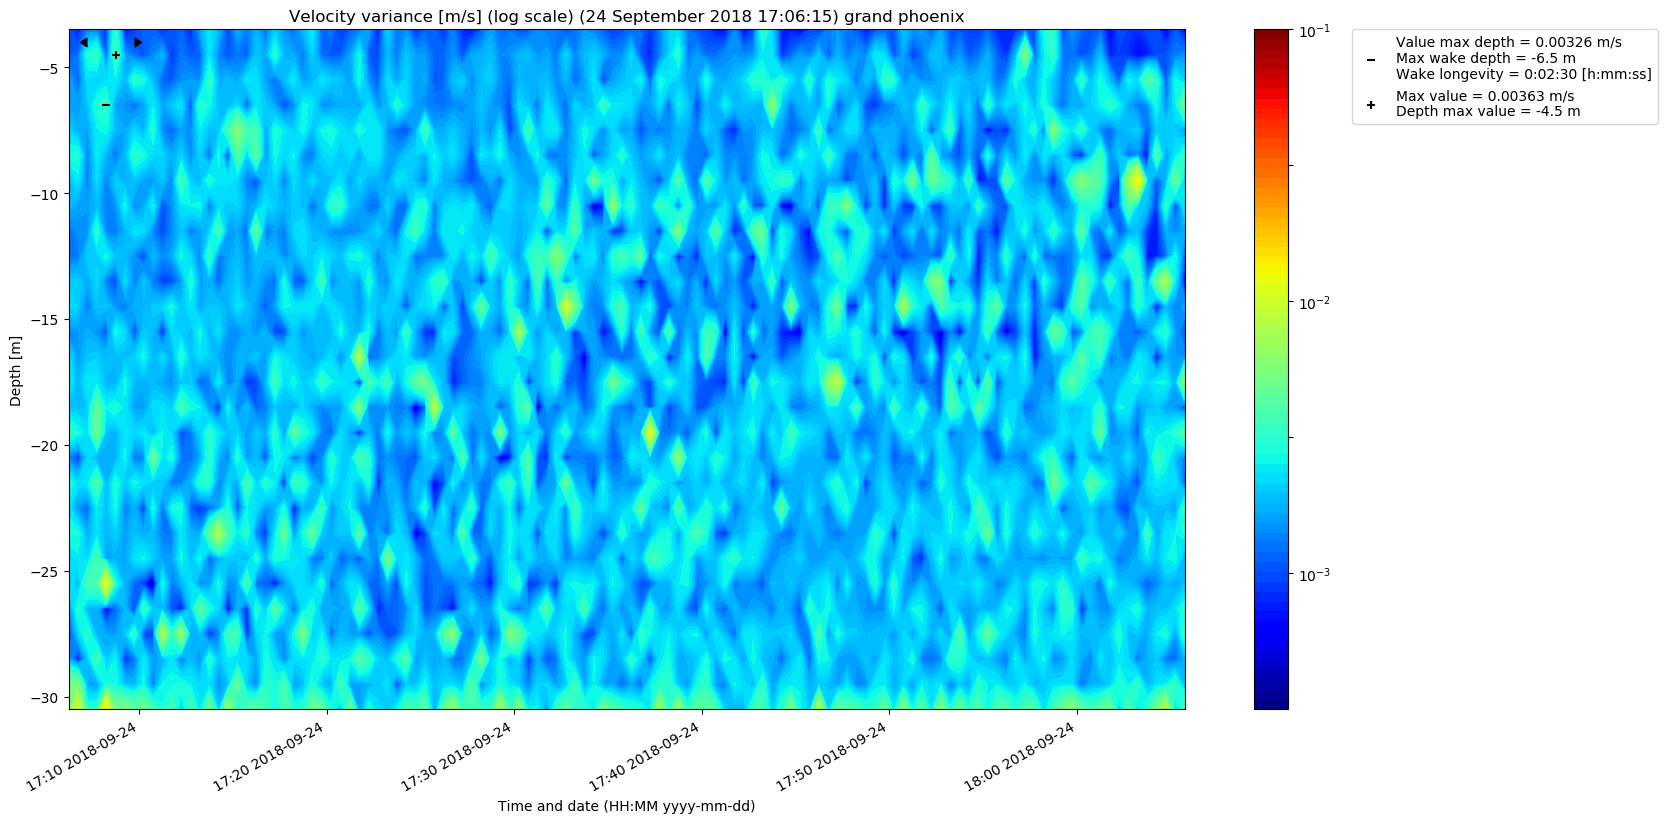 Velocity variance [m/s] (log scale) (24 September 2018 17:06:15) grand phoenix
Depth [m]
−5
−10
−15
−20
−25
−30
17:10 2018-09-24
17:20 2018-09-24
17:30 2018-09-24
17:40 2018-09-24
17:50 2018-09-24
18:00 2018-09-24
Time and date (HH:MM yyyy-mm-dd)
10⁻¹
10⁻²
10⁻³
Value max depth = 0.00326 m/s
Max wake depth = -6.5 m
Wake longevity = 0:02:30 [h:mm:ss]
Max value = 0.00363 m/s
Depth max value = -4.5 m